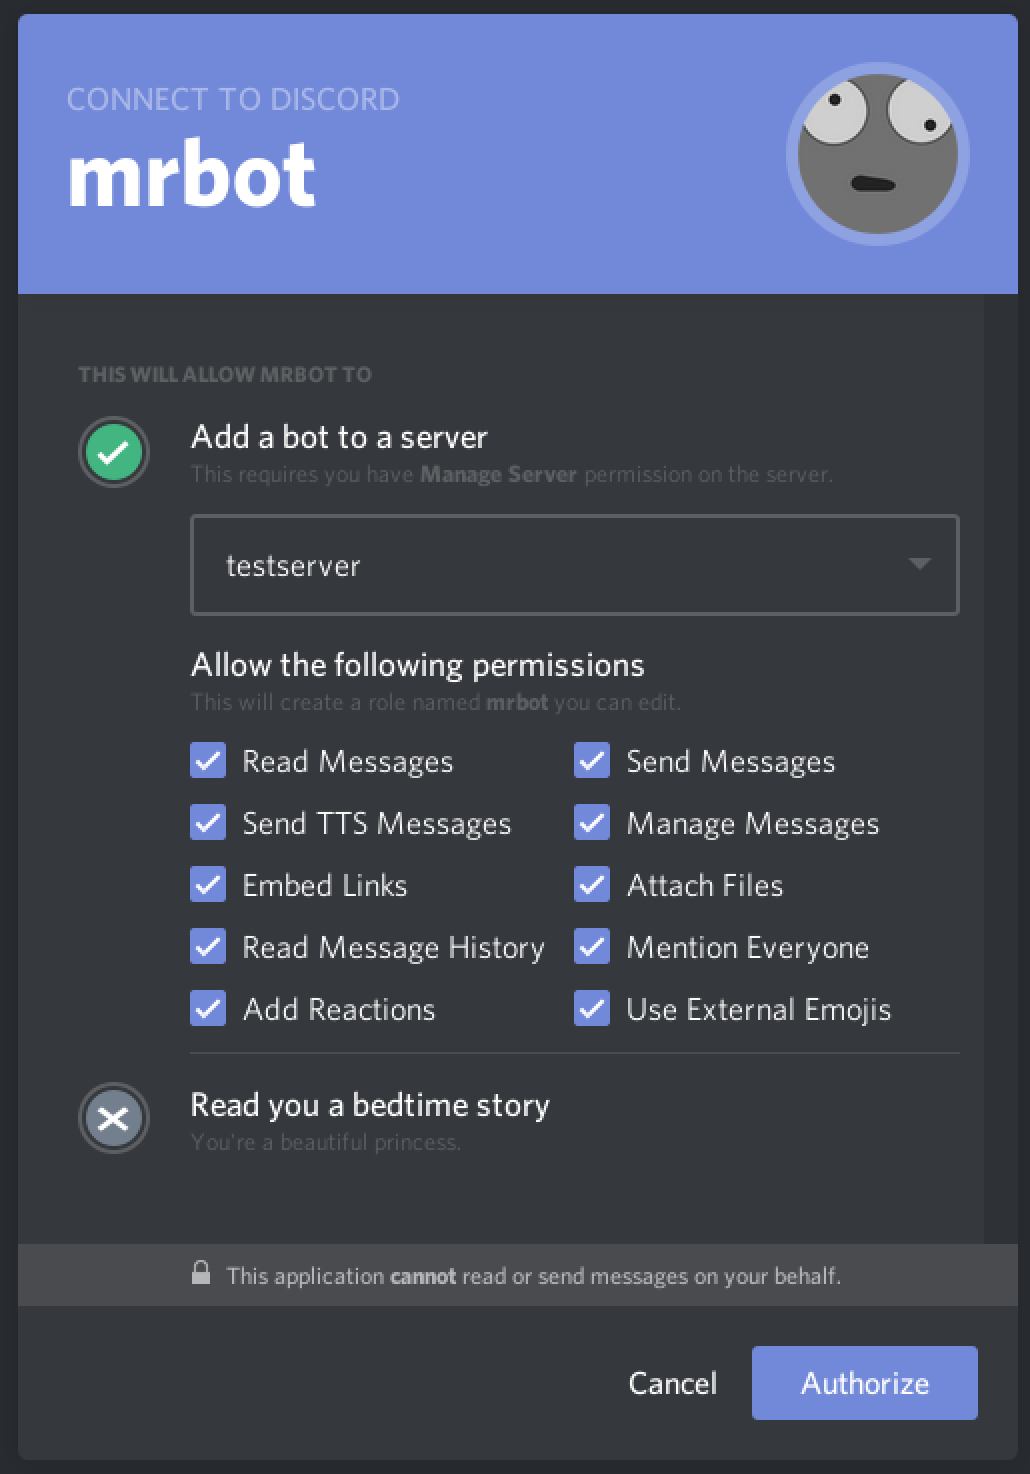 CONNECT TO DISCORD
mrbot
THIS WILL ALLOW MRBOT TO
Add a bot to a server
This requires you have Manage Server permission on the server.
testserver
Allow the following permissions
This will create a role named mrbot you can edit.
Read Messages
Send Messages
Send TTS Messages
Manage Messages
Embed Links
Attach Files
Read Message History
Mention Everyone
Add Reactions
Use External Emojis
Read you a bedtime story
You're a beautiful princess.
This application cannot read or send messages on your behalf.
Cancel
Authorize